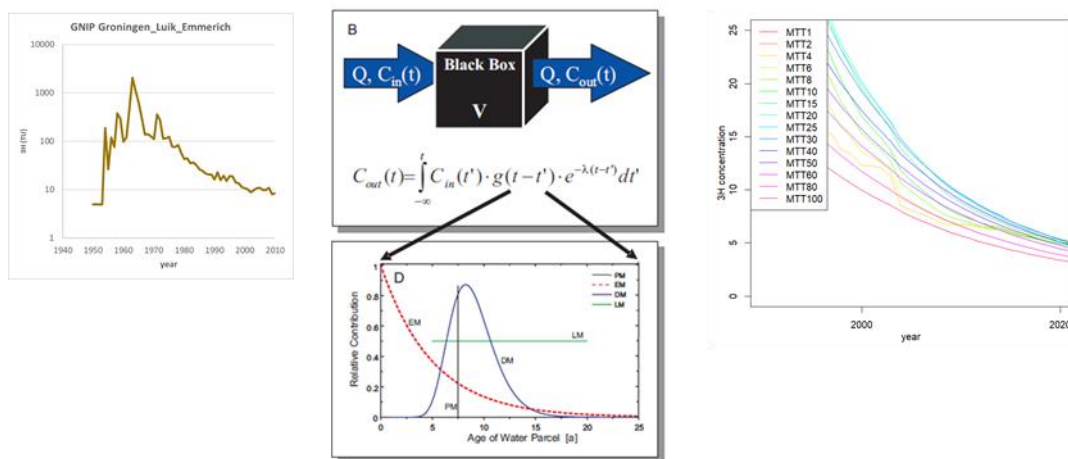 GNIP Groningen_Luik_Emmerich
10000
1000
100
10
1
3H (TU)
1940
1950
1960
1970
1980
1990
2000
2010
year
B
Q, C_in(t)
Black Box
V
Q, C_out(t)
C_out(t)=∫_{-∞}^{t} C_in(t')·g(t-t')·e^{-λ(t-t')}dt'
D
PM
EM
DM
LM
1
0.8
0.6
0.4
0.2
0
Relative Contribution
EM
LM
DM
PM
0
5
10
15
20
25
Age of Water Parcel [a]
MTT1
MTT2
MTT4
MTT6
MTT8
MTT10
MTT15
MTT20
MTT25
MTT30
MTT40
MTT50
MTT60
MTT80
MTT100
25
20
15
10
5
0
3H concentration
2000
2020
year